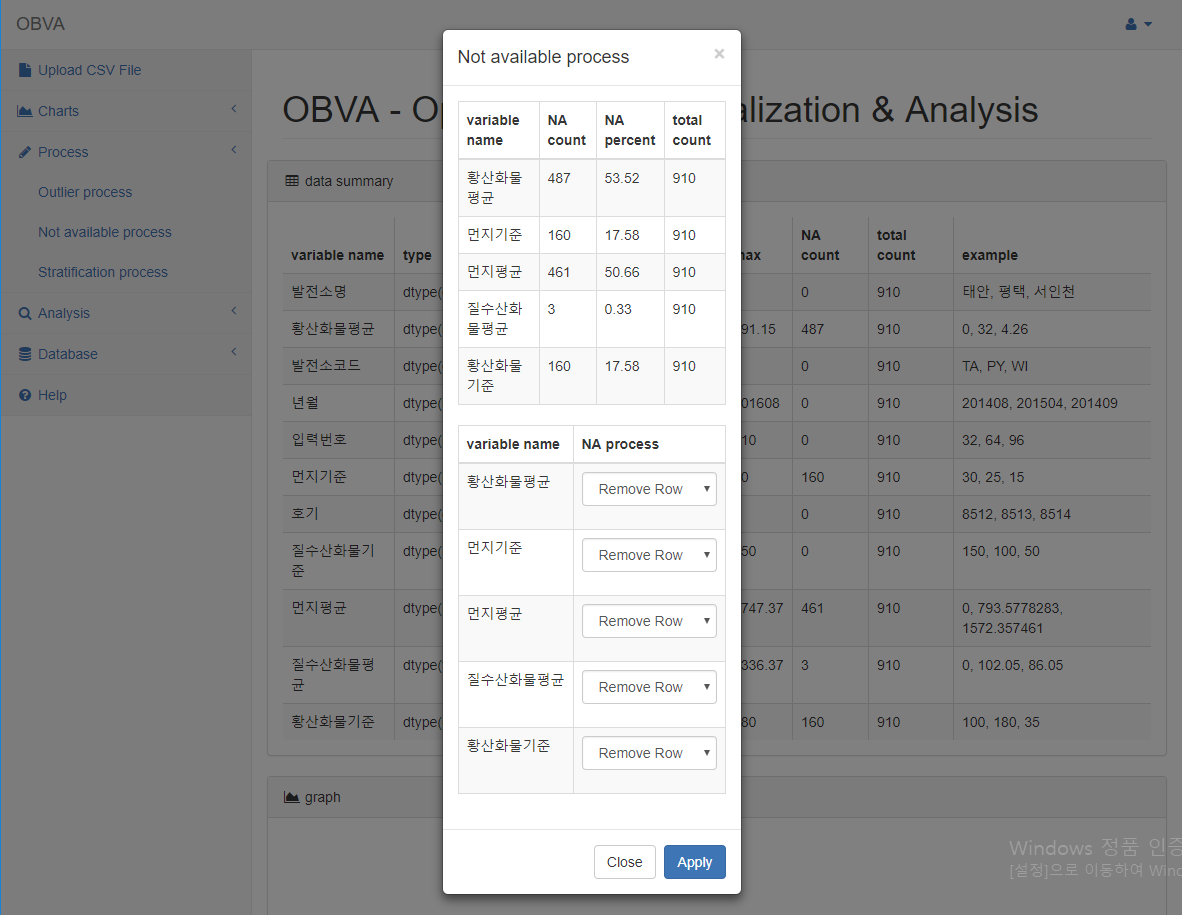 OBVA
Upload CSV File
Charts
Process
Outlier process
Not available process
Stratification process
Analysis
Database
Help
OBVA - Op
alization & Analysis
data summary
variable name type
max NA count total count example
발전소명 dtype( 0 910 태안, 평택, 서인천
황산화물평균 dtype( 91.15 487 910 0, 32, 4.26
발전소코드 dtype( 0 910 TA, PY, WI
년월 dtype( 01608 0 910 201408, 201504, 201409
입력번호 dtype( 10 0 910 32, 64, 96
먼지기준 dtype( 0 160 910 30, 25, 15
호기 dtype( 0 910 8512, 8513, 8514
질수산화물기
준 dtype( 50 0 910 150, 100, 50
먼지평균 dtype( 747.37 461 910 0, 793.5778283,
1572.357461
질수산화물평
균 dtype( 336.37 3 910 0, 102.05, 86.05
황산화물기준 dtype( 80 160 910 100, 180, 35
graph
Not available process ×
variable NA NA total
name count percent count
황산화물 487 53.52 910
평균
먼지기준 160 17.58 910
먼지평균 461 50.66 910
질수산화 3 0.33 910
물평균
황산화물 160 17.58 910
기준
variable name NA process
황산화물평균 Remove Row
먼지기준 Remove Row
먼지평균 Remove Row
질수산화물평균 Remove Row
황산화물기준 Remove Row
Close Apply
Windows 정품 인증
[설정]으로 이동하여 Wind